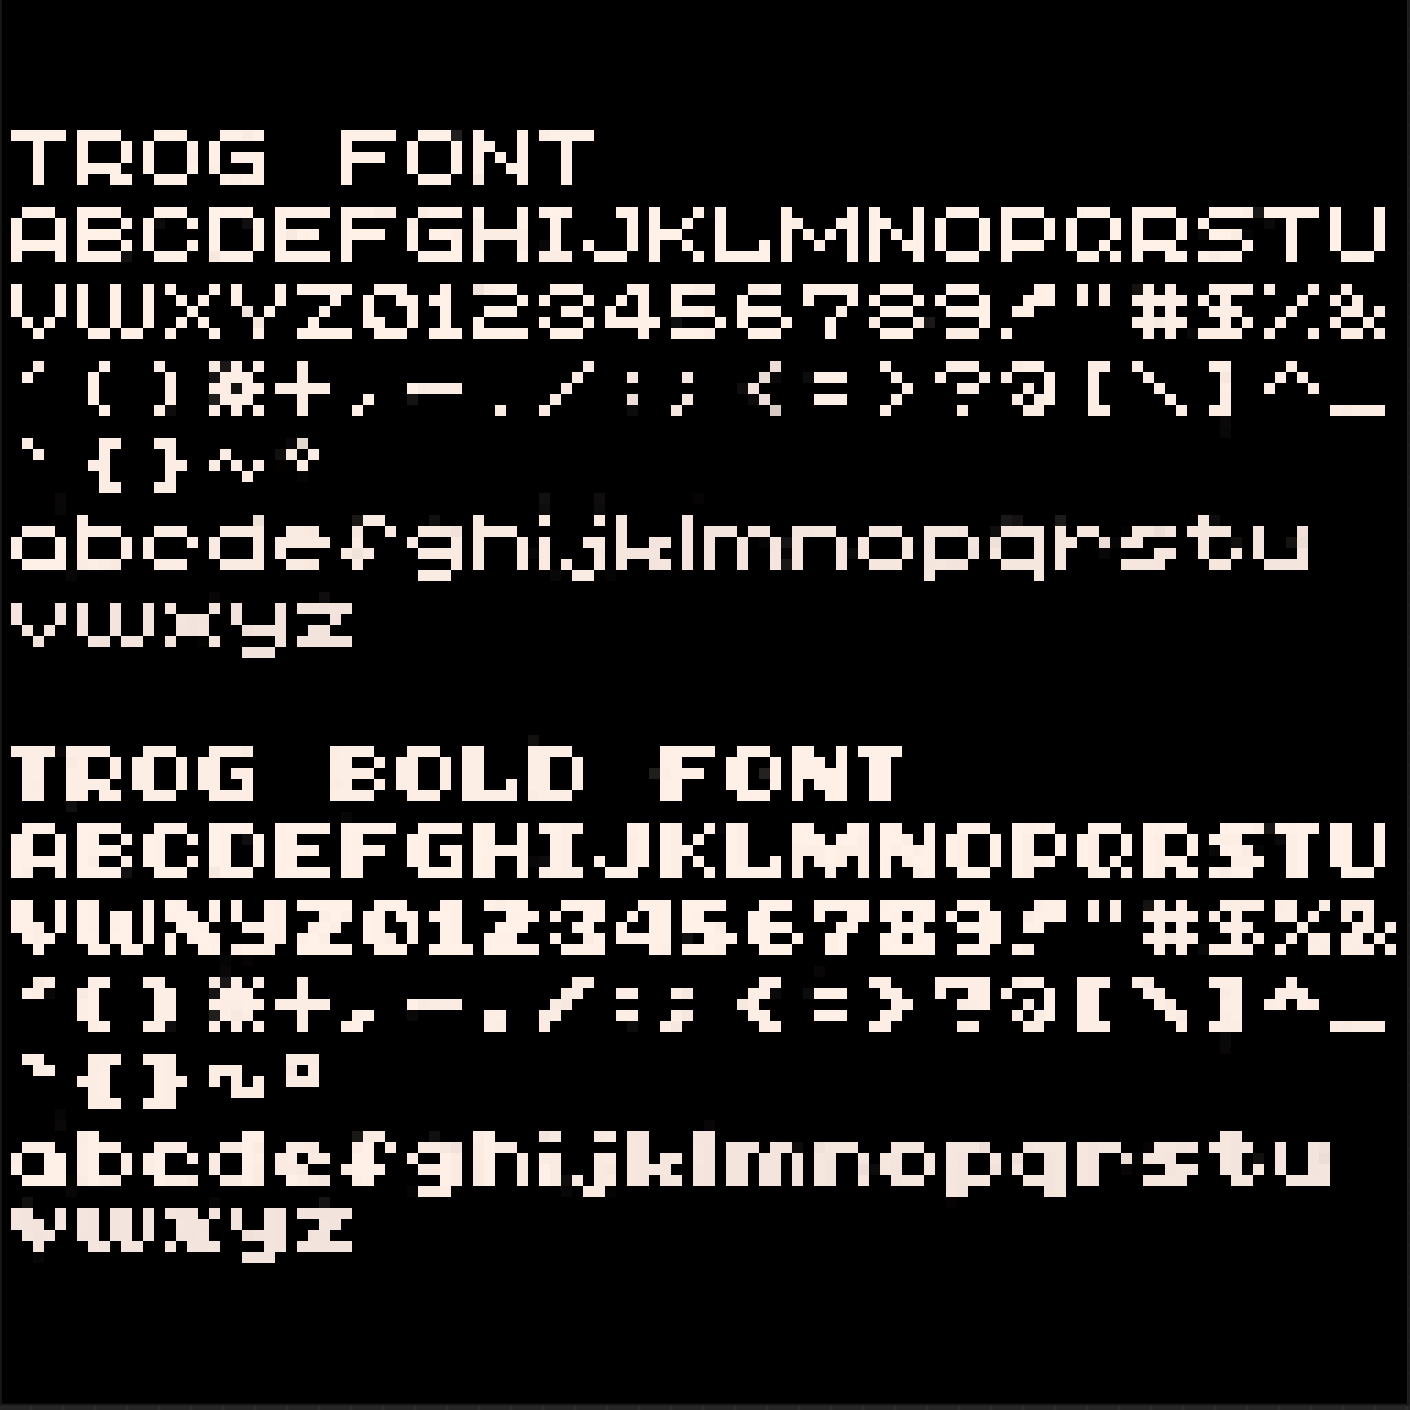 TROG FONT
ABCDEFGHIJKLMNOPQRSTU
VWXYZ0123456789!"#$%&
´()*+,-./:;<=>?@[\]^_
`{}~°
abcdefghijklmnopqrstu
vwxyz
TROG BOLD FONT
ABCDEFGHIJKLMNOPQRSTU
VWXYZ0123456789!"#$%&
´()*+,-./:;<=>?@[\]^_
`{}~°
abcdefghijklmnopqrstu
vwxyz